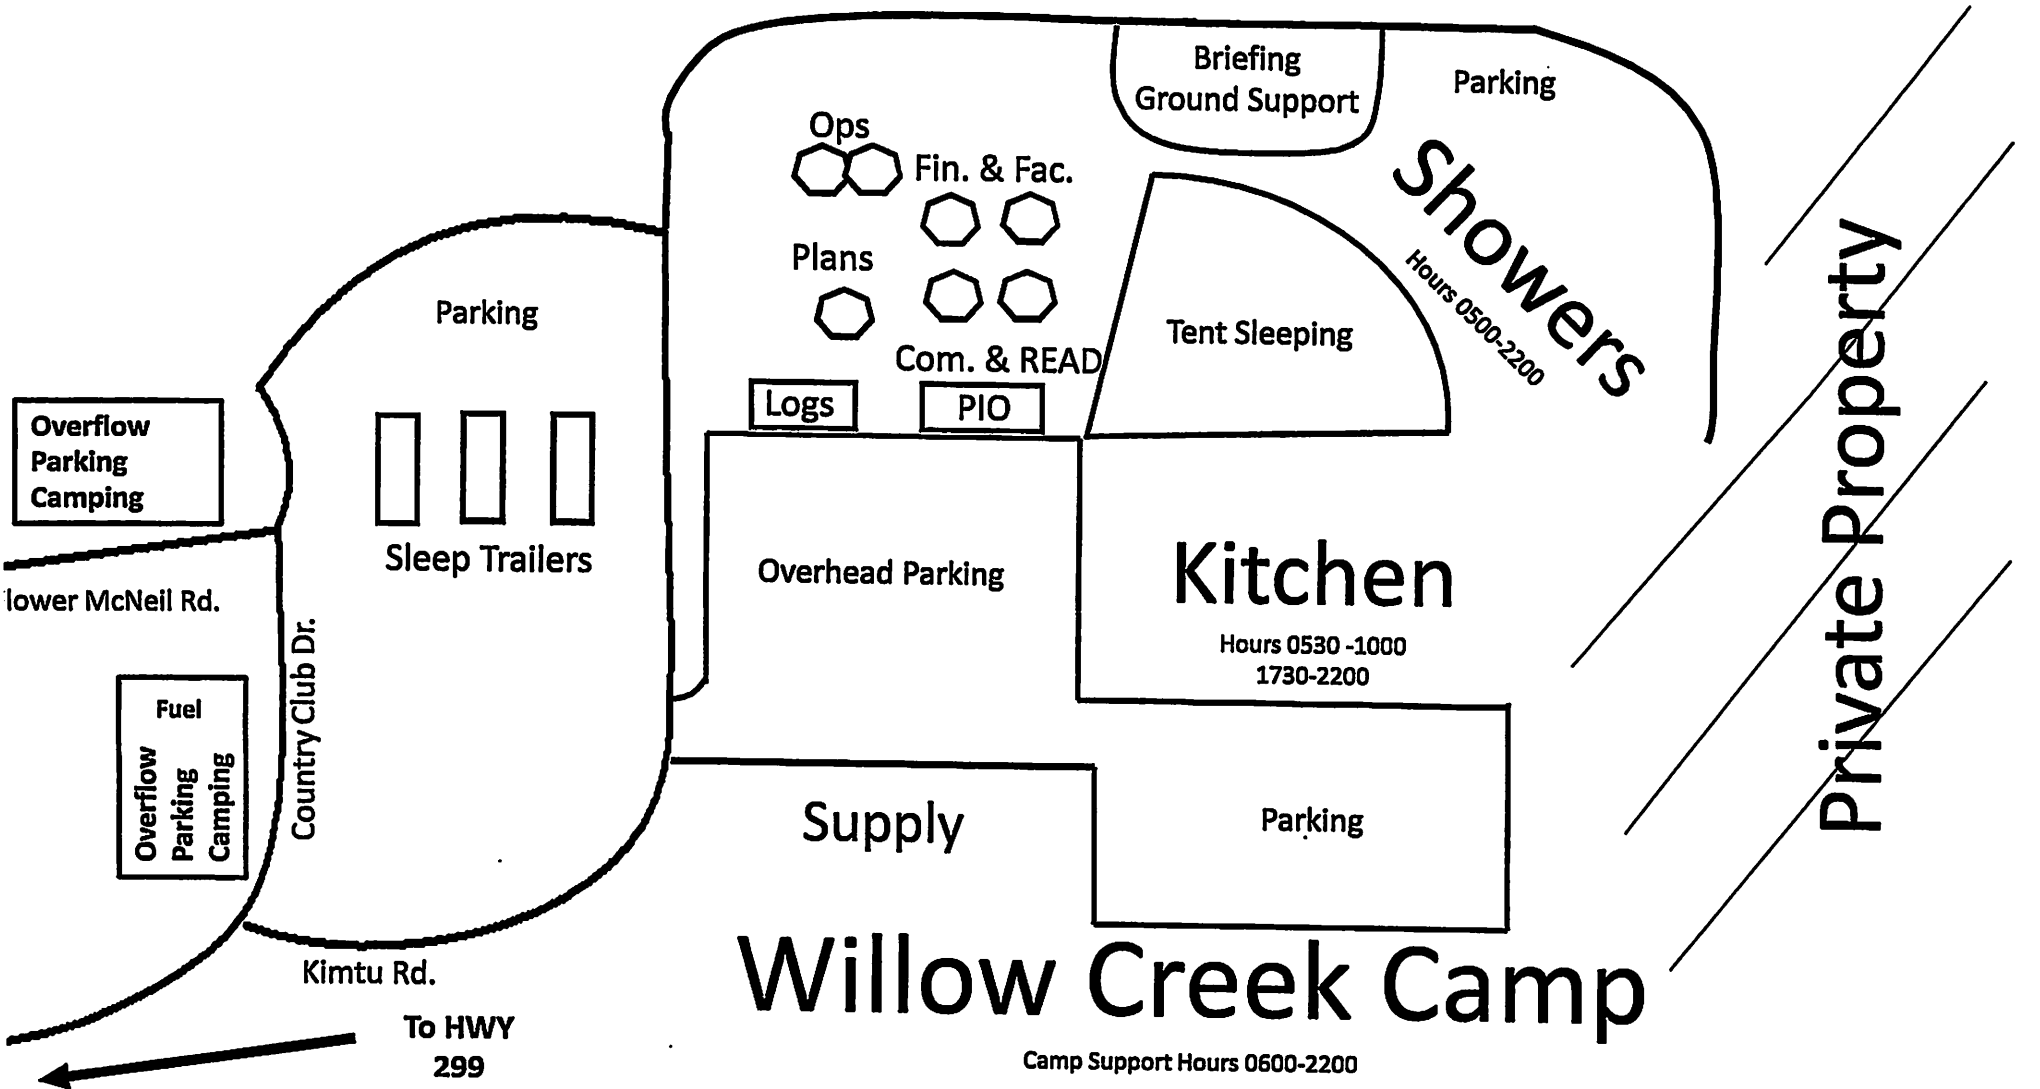 Briefing
Ground Support
Parking
Ops
Fin. & Fac.
Showers
Hours 0500-2200
Plans
Parking
Tent Sleeping
Com. & READ
Logs
PIO
Overflow
Parking
Camping
Sleep Trailers
Overhead Parking
Kitchen
Hours 0530 -1000
1730-2200
Private Property
lower McNeil Rd.
Country Club Dr.
Fuel
Overflow
Parking
Camping
Supply
Parking
Kimtu Rd.
Willow Creek Camp
To HWY
299
Camp Support Hours 0600-2200